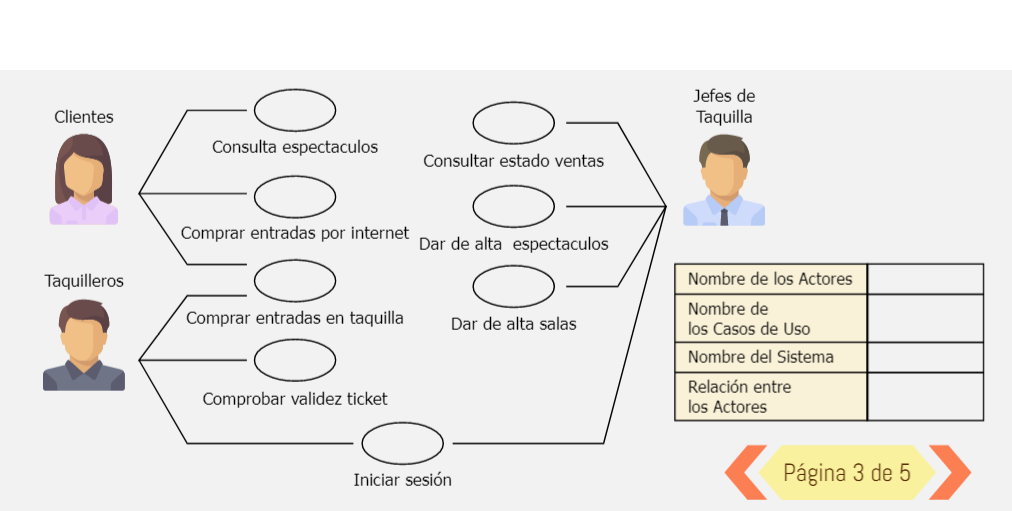 Clientes
Consulta espectaculos
Comprar entradas por internet
Taquilleros
Comprar entradas en taquilla
Comprobar validez ticket
Iniciar sesión
Jefes de
Taquilla
Consultar estado ventas
Dar de alta espectaculos
Dar de alta salas
Nombre de los Actores
Nombre de
los Casos de Uso
Nombre del Sistema
Relación entre
los Actores
Página 3 de 5